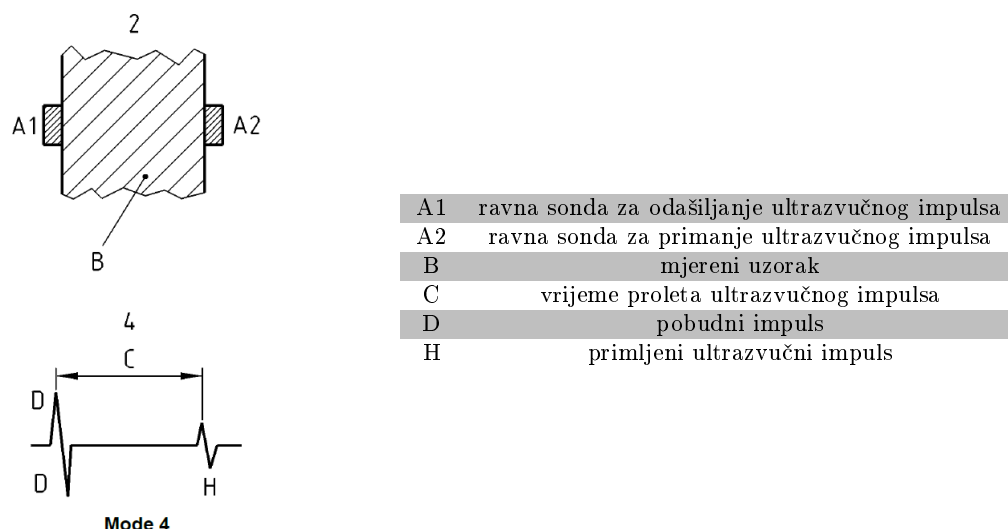 2
A1
A2
B
4
C
D
D
H
Mode 4
A1 ravna sonda za odašiljanje ultrazvučnog impulsa
A2 ravna sonda za primanje ultrazvučnog impulsa
B mjereni uzorak
C vrijeme proleta ultrazvučnog impulsa
D pobudni impuls
H primljeni ultrazvučni impuls